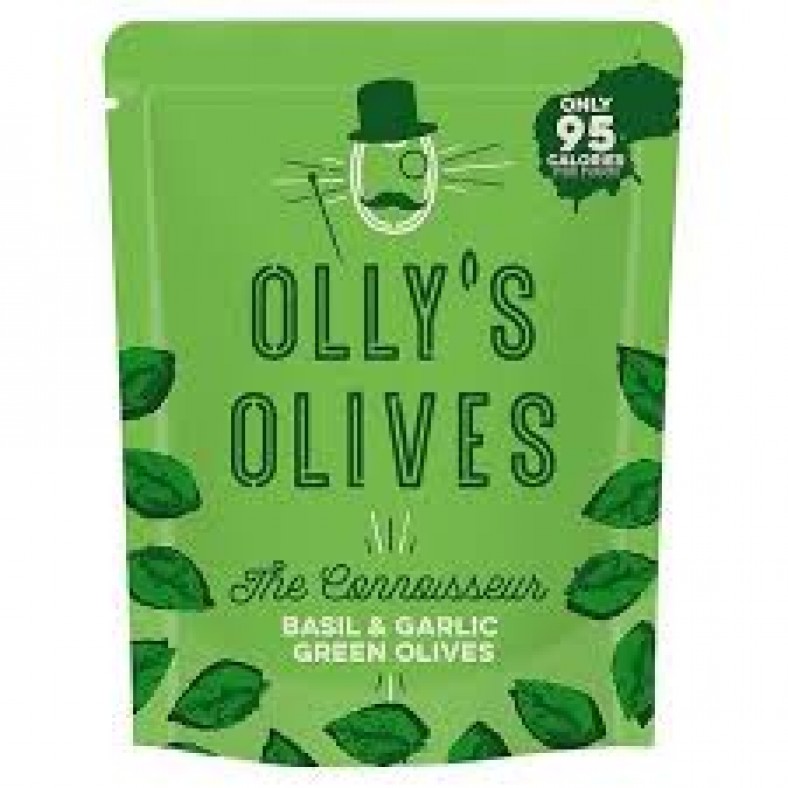 ONLY
95
CALORIES
OLLY'S
OLIVES
The Connoisseur
BASIL & GARLIC
GREEN OLIVES